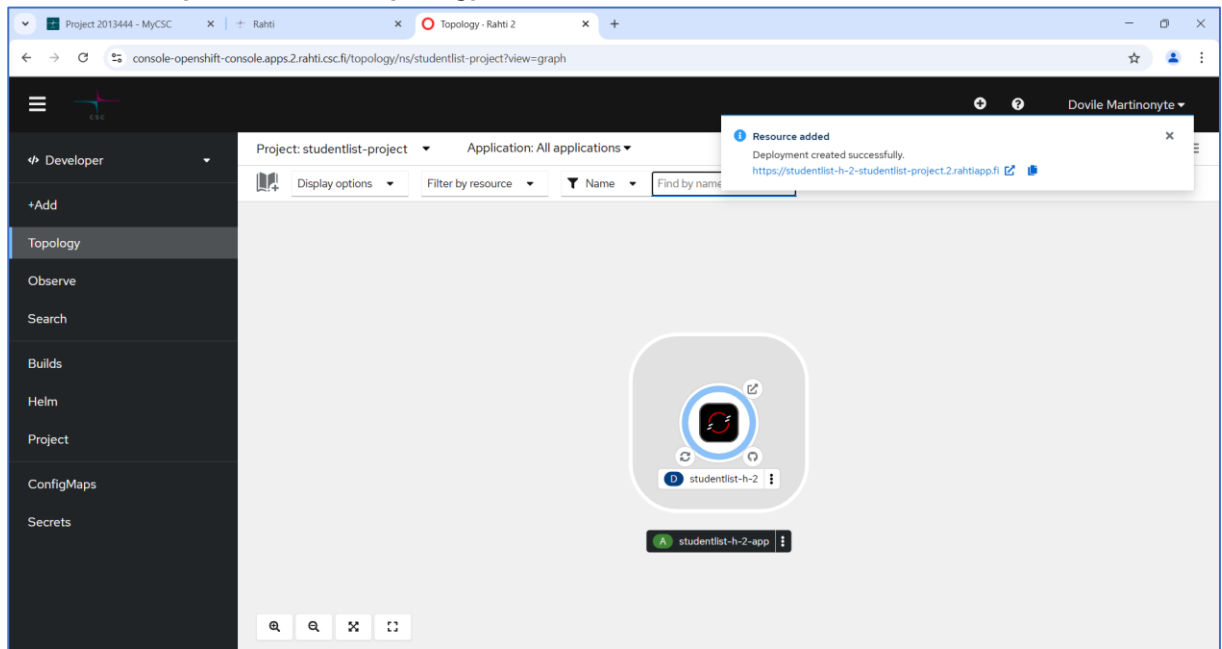 Project 2013444 - MyCSC
Rahti
Topology · Rahti 2
console-openshift-console.apps.2.rahti.csc.fi/topology/ns/studentlist-project?view=graph
CSC
Dovile Martinonyte
Developer
+Add
Topology
Observe
Search
Builds
Helm
Project
ConfigMaps
Secrets
Project: studentlist-project
Application: All applications
Resource added
Deployment created successfully.
https://studentlist-h-2-studentlist-project.2.rahtiapp.fi
Display options
Filter by resource
Name
Find by name
D studentlist-h-2
A studentlist-h-2-app